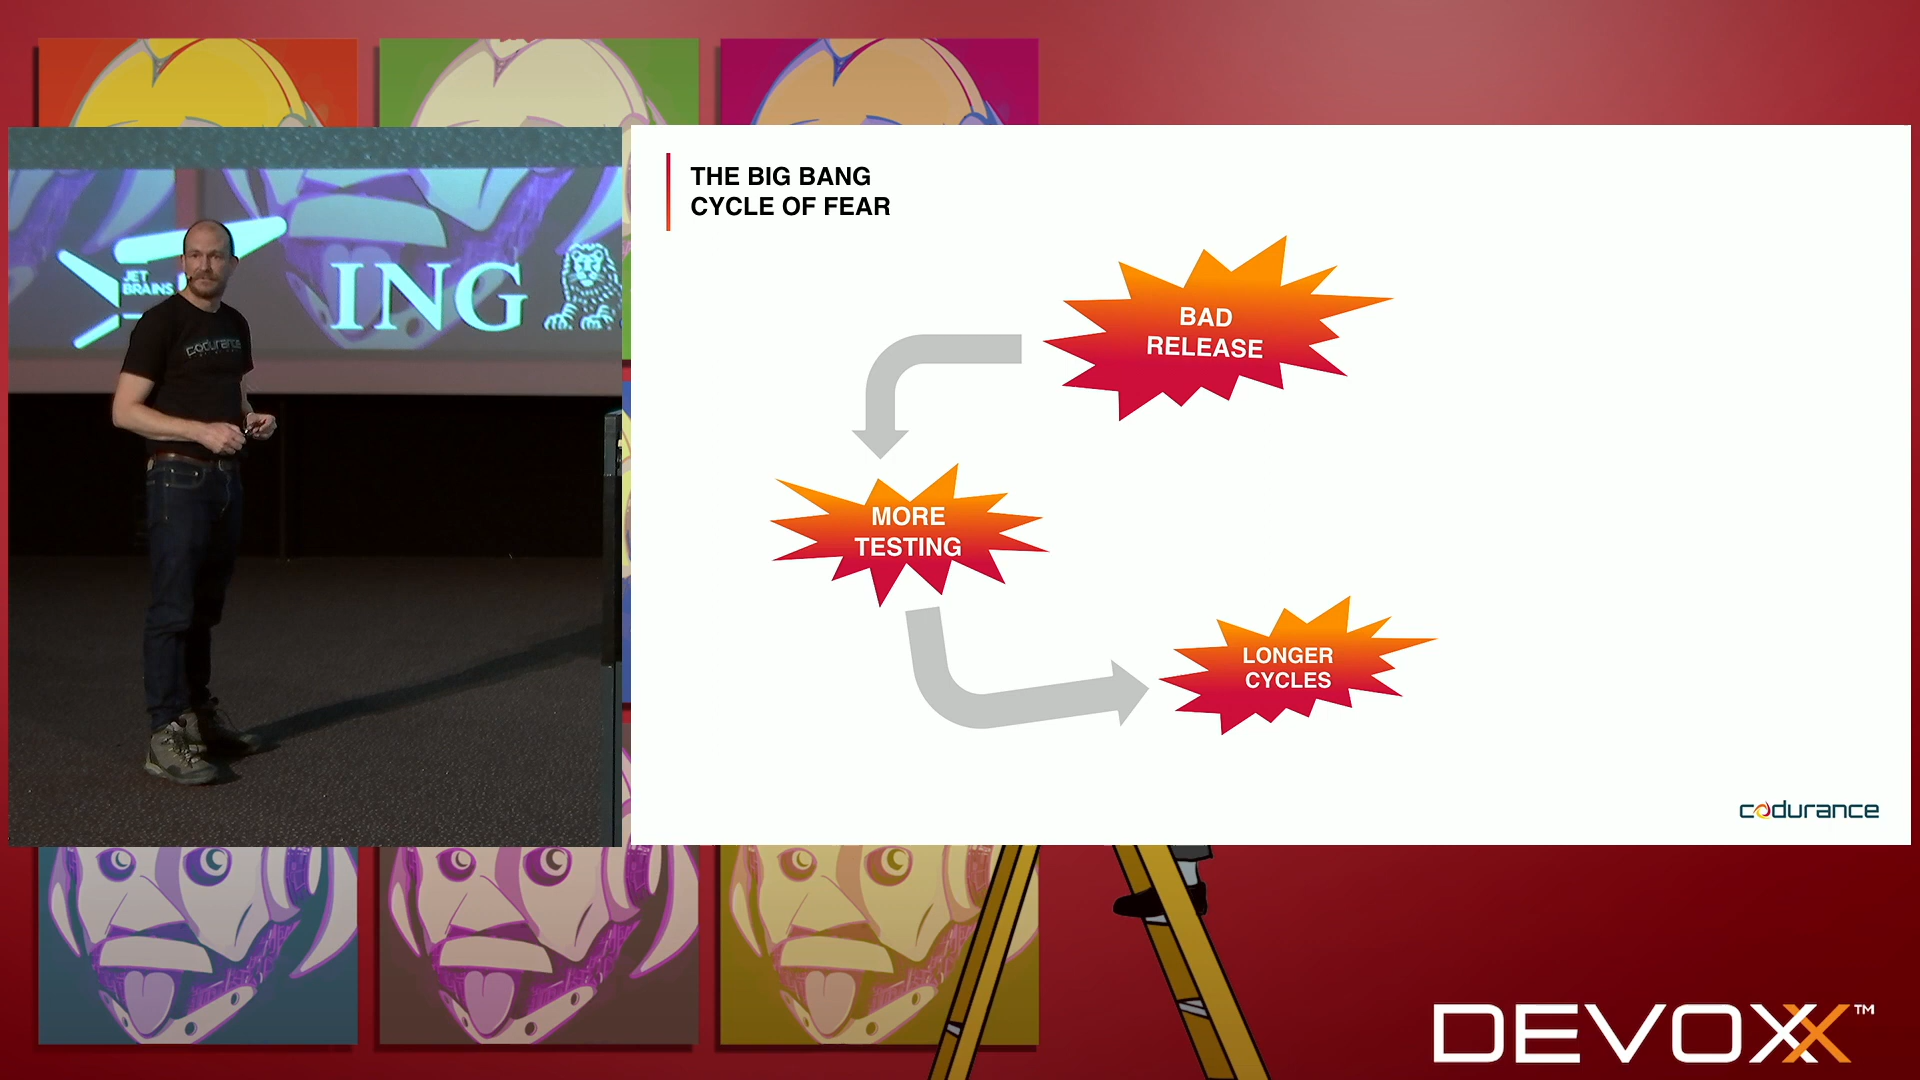 THE BIG BANG
CYCLE OF FEAR
BAD
RELEASE
MORE
TESTING
LONGER
CYCLES
codurance
JET
BRAINS
ING
codurance
DEVOXX™